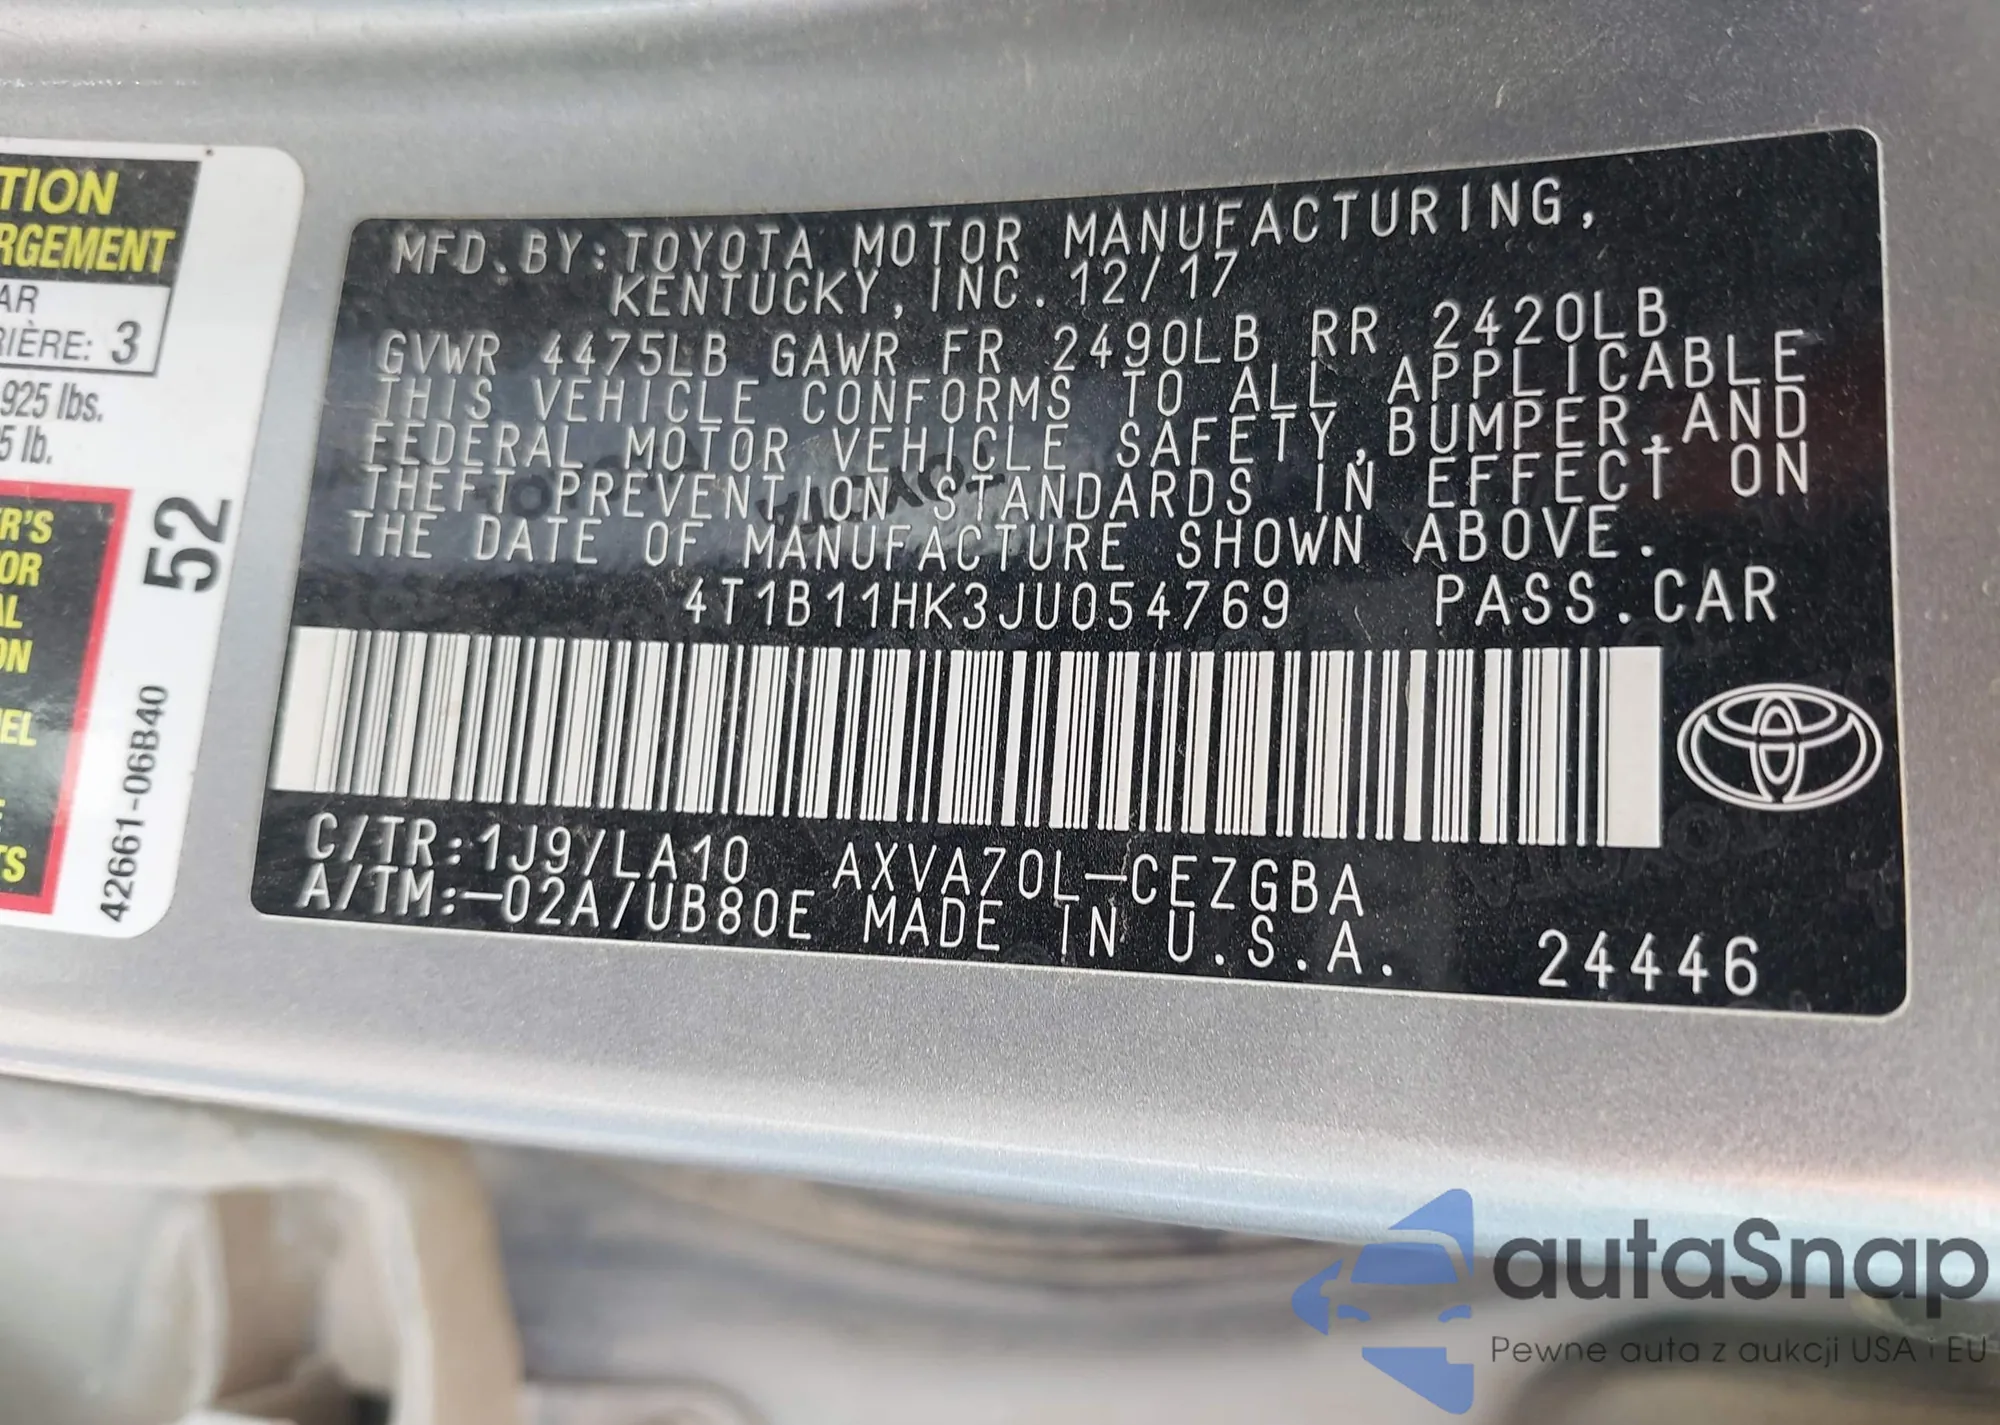 TION
RGEMENT
AR
RIÈRE: 3
925 lbs.
5 lb.
R'S
OR
AL
ON
EL
TS
52
42661-06B40
MFD. BY: TOYOTA MOTOR MANUFACTURING,
KENTUCKY, INC. 12/17
GVWR 4475LB GAWR FR 2490LB RR 2420LB
THIS VEHICLE CONFORMS TO ALL APPLICABLE
FEDERAL MOTOR VEHICLE SAFETY, BUMPER, AND
THEFT PREVENTION STANDARDS IN EFFECT ON
THE DATE OF MANUFACTURE SHOWN ABOVE.
4T1B11HK3JU054769 PASS. CAR
C/TR: 1J9/LA10 AXVA70L-CEZGBA
A/TM: -02A/UB80E MADE IN U.S.A. 24446
autaSnap
Pewne auta z aukcji USA i EU